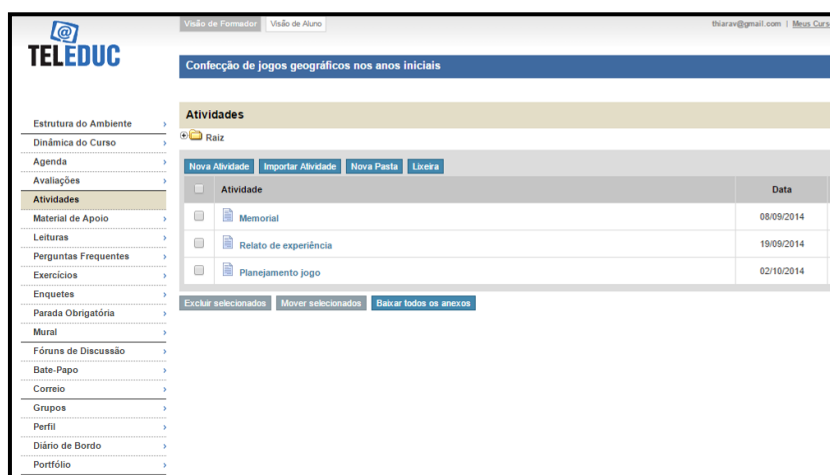 Visão de Formador Visão de Aluno
thiarav@gmail.com | Meus Curs
@
TELEDUC
Confecção de jogos geográficos nos anos iniciais
Estrutura do Ambiente
Dinâmica do Curso
Agenda
Avaliações
Atividades
Material de Apoio
Leituras
Perguntas Frequentes
Exercícios
Enquetes
Parada Obrigatória
Mural
Fóruns de Discussão
Bate-Papo
Correio
Grupos
Perfil
Diário de Bordo
Portfólio
Atividades
Raiz
Nova Atividade Importar Atividade Nova Pasta Lixeira
Atividade Data
Memorial 08/09/2014
Relato de experiência 19/09/2014
Planejamento jogo 02/10/2014
Excluir selecionados Mover selecionados Baixar todos os anexos